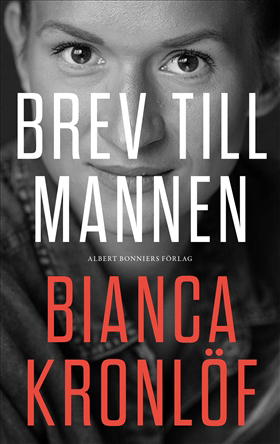 BREV TILL
MANNEN
ALBERT BONNIERS FÖRLAG
BIANCA
KRONLÖF